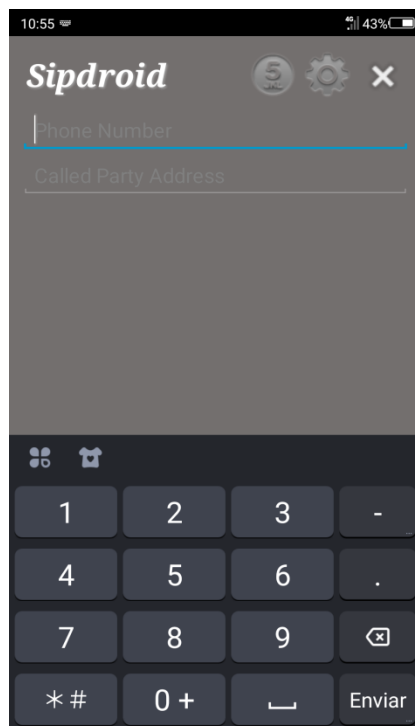 10:55 4G 43%
Sipdroid
Phone Number
Called Party Address
1 2 3 -
4 5 6 .
7 8 9
*# 0 + Enviar